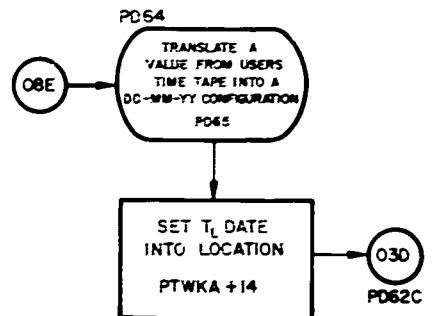 PD64
TRANSLATE A
VALUE FROM USERS
TIME TAPE INTO A
DD-MM-YY CONFIGURATION
PD65
08E
SET T_L DATE
INTO LOCATION
PTWKA +14
03D
PD62C